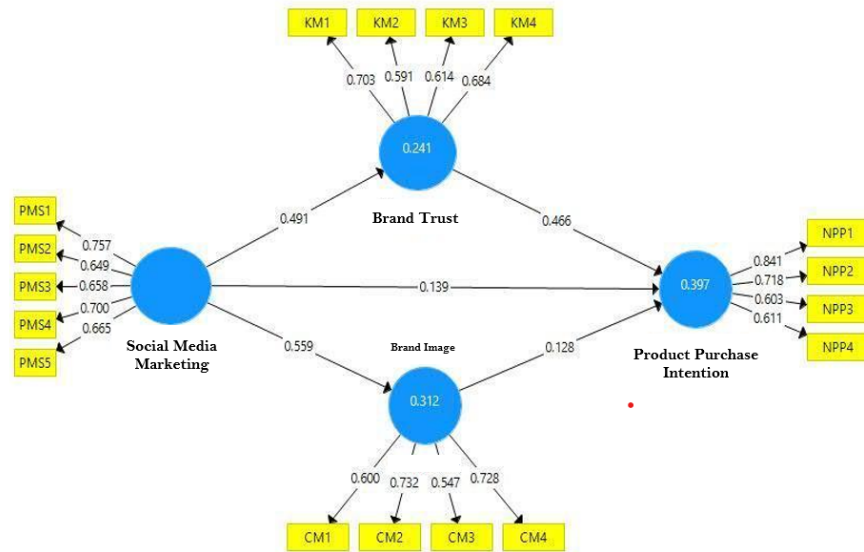 KM1
KM2
KM3
KM4
0.703
0.591
0.614
0.684
0.241
Brand Trust
PMS1
PMS2
PMS3
PMS4
PMS5
0.757
0.649
0.658
0.700
0.665
Social Media
Marketing
0.491
0.466
0.139
0.559
0.128
NPP1
NPP2
NPP3
NPP4
0.841
0.718
0.603
0.611
0.397
Product Purchase
Intention
Brand Image
0.312
0.600
0.732
0.547
0.728
CM1
CM2
CM3
CM4